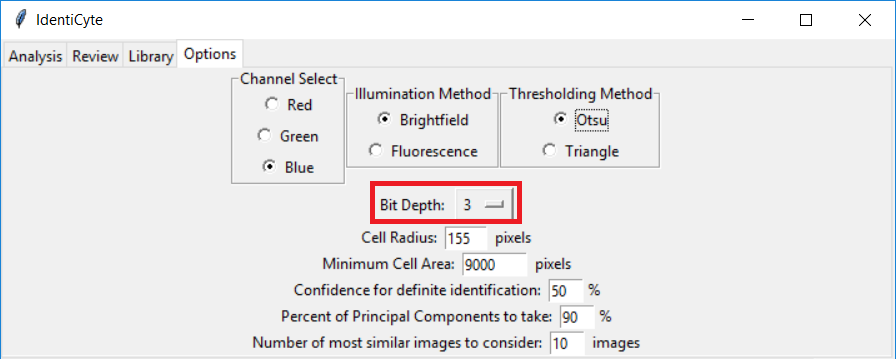 IdentiCyte
Analysis Review Library Options
Channel Select
Red
Green
Blue
Illumination Method
Brightfield
Fluorescence
Thresholding Method
Otsu
Triangle
Bit Depth: 3
Cell Radius: 155 pixels
Minimum Cell Area: 9000 pixels
Confidence for definite identification: 50 %
Percent of Principal Components to take: 90 %
Number of most similar images to consider: 10 images